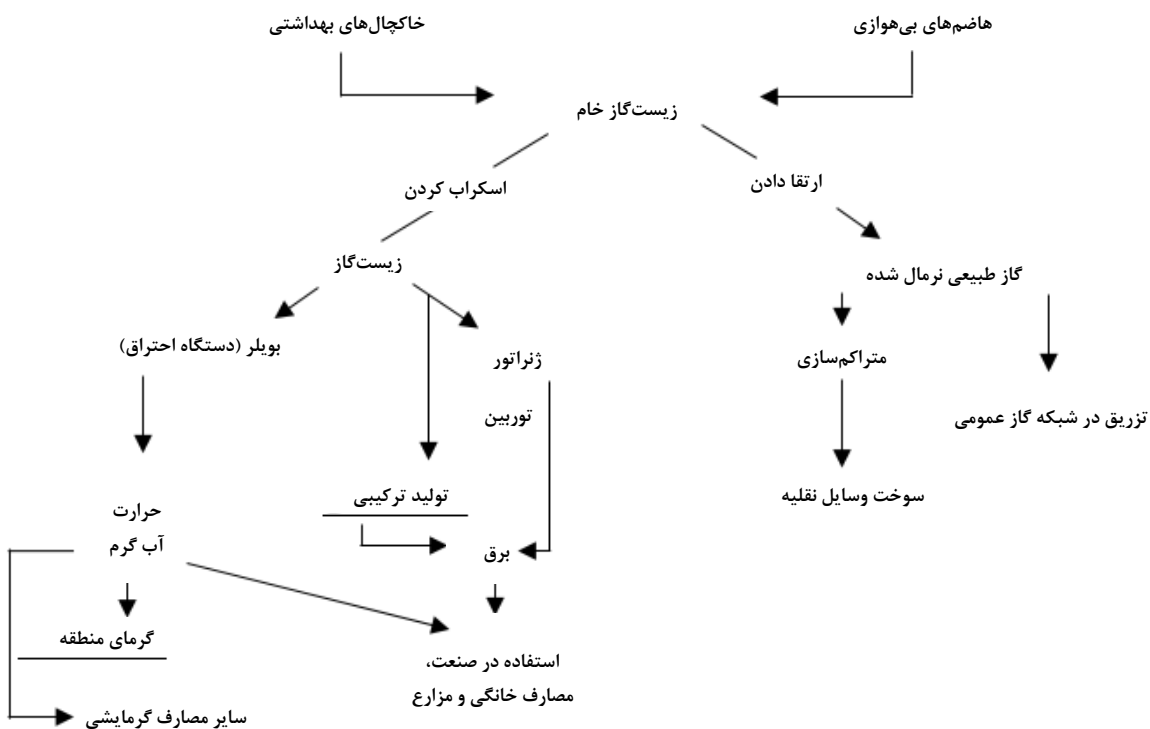 هاضم‌های بی‌هوازی
خاکچال‌های بهداشتی
زیست‌گاز خام
ارتقا دادن
اسکراب کردن
زیست‌گاز
گاز طبیعی نرمال شده
بویلر (دستگاه احتراق)
ژنراتور
متراکم‌سازی
توربین
تزریق در شبکه گاز عمومی
تولید ترکیبی
سوخت وسایل نقلیه
حرارت
آب گرم
برق
گرمای منطقه
استفاده در صنعت،
مصارف خانگی و مزارع
سایر مصارف گرمایشی